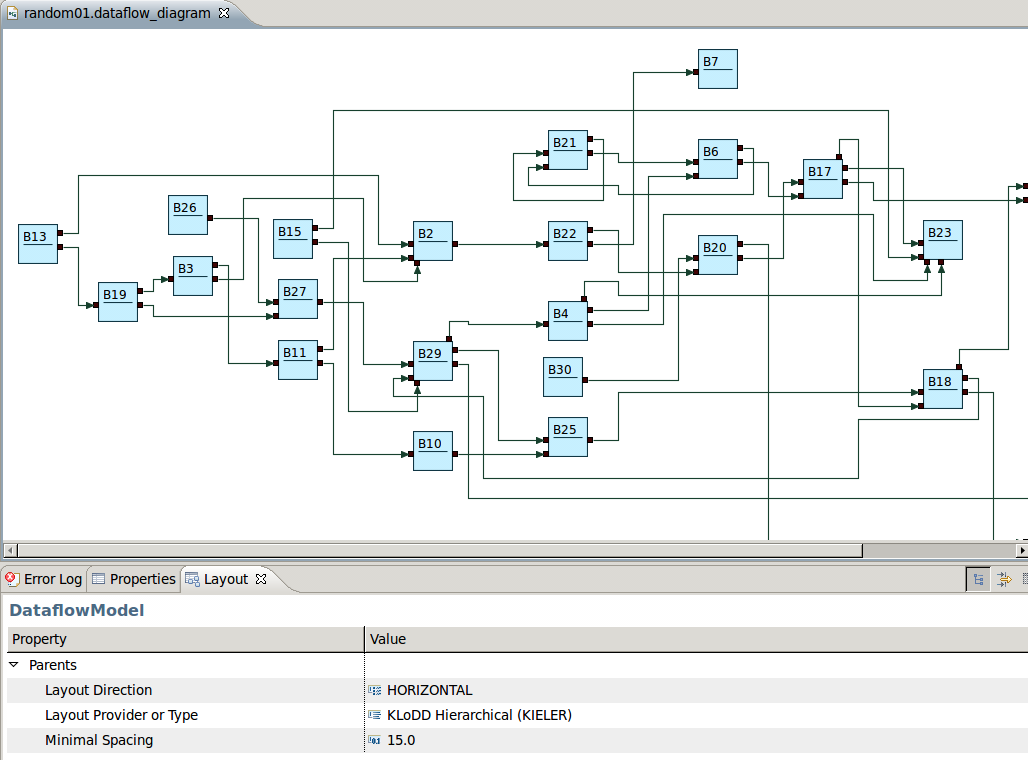 random01.dataflow_diagram
B7
B21
B6
B17
B26
B15
B13
B2
B22
B23
B20
B3
B19
B27
B4
B11
B29
B30
B18
B25
B10
Error Log
Properties
Layout
DataflowModel
Property Value
Parents
Layout Direction HORIZONTAL
Layout Provider or Type KLoDD Hierarchical (KIELER)
Minimal Spacing 15.0